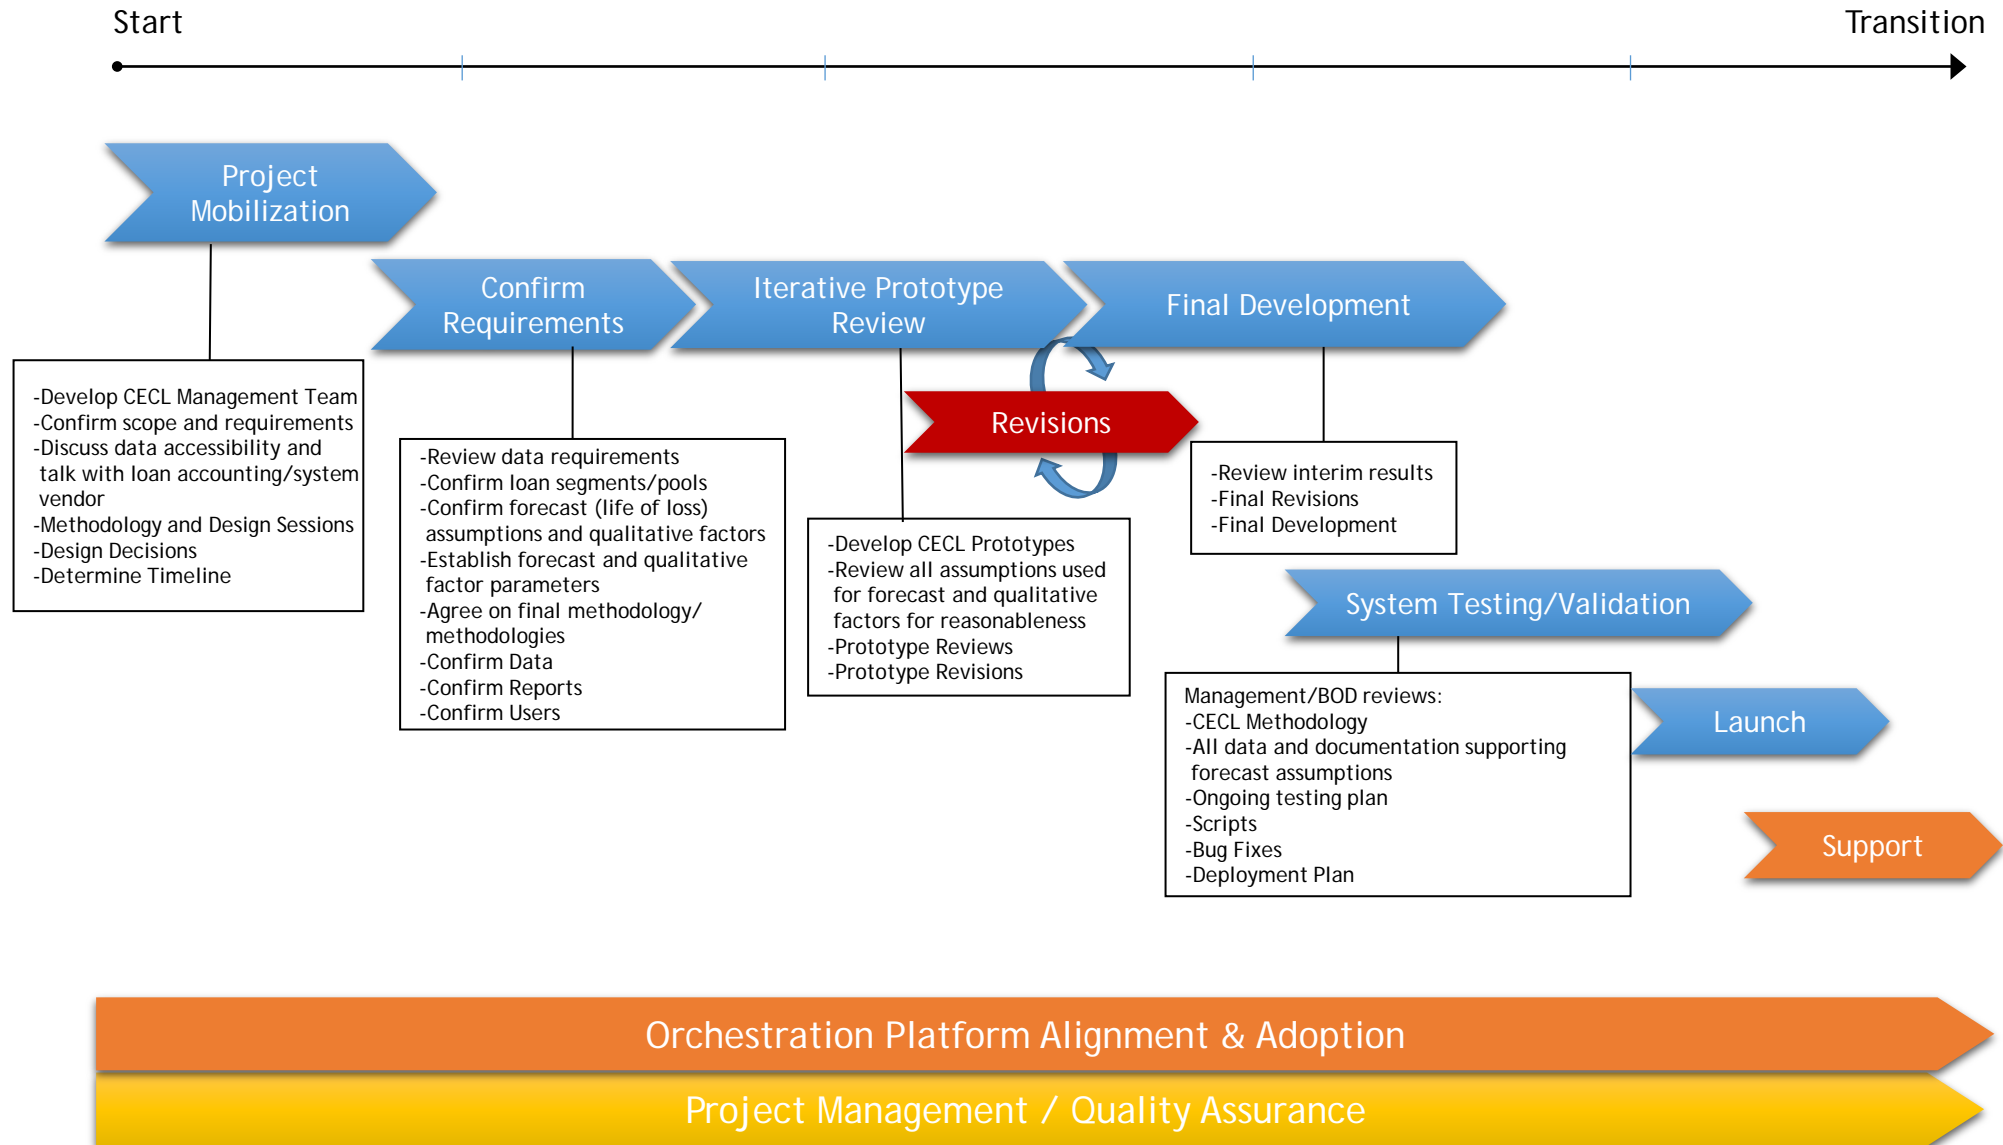 Start
Transition
Project
Mobilization
Confirm
Requirements
Iterative Prototype
Review
Final Development
-Develop CECL Management Team
-Confirm scope and requirements
-Discuss data accessibility and
talk with loan accounting/system
vendor
-Methodology and Design Sessions
-Design Decisions
-Determine Timeline
Revisions
-Review data requirements
-Confirm loan segments/pools
-Confirm forecast (life of loss)
assumptions and qualitative factors
-Establish forecast and qualitative
factor parameters
-Agree on final methodology/
methodologies
-Confirm Data
-Confirm Reports
-Confirm Users
-Develop CECL Prototypes
-Review all assumptions used
for forecast and qualitative
factors for reasonableness
-Prototype Reviews
-Prototype Revisions
-Review interim results
-Final Revisions
-Final Development
System Testing/Validation
Management/BOD reviews:
-CECL Methodology
-All data and documentation supporting
forecast assumptions
-Ongoing testing plan
-Scripts
-Bug Fixes
-Deployment Plan
Launch
Support
Orchestration Platform Alignment & Adoption
Project Management / Quality Assurance